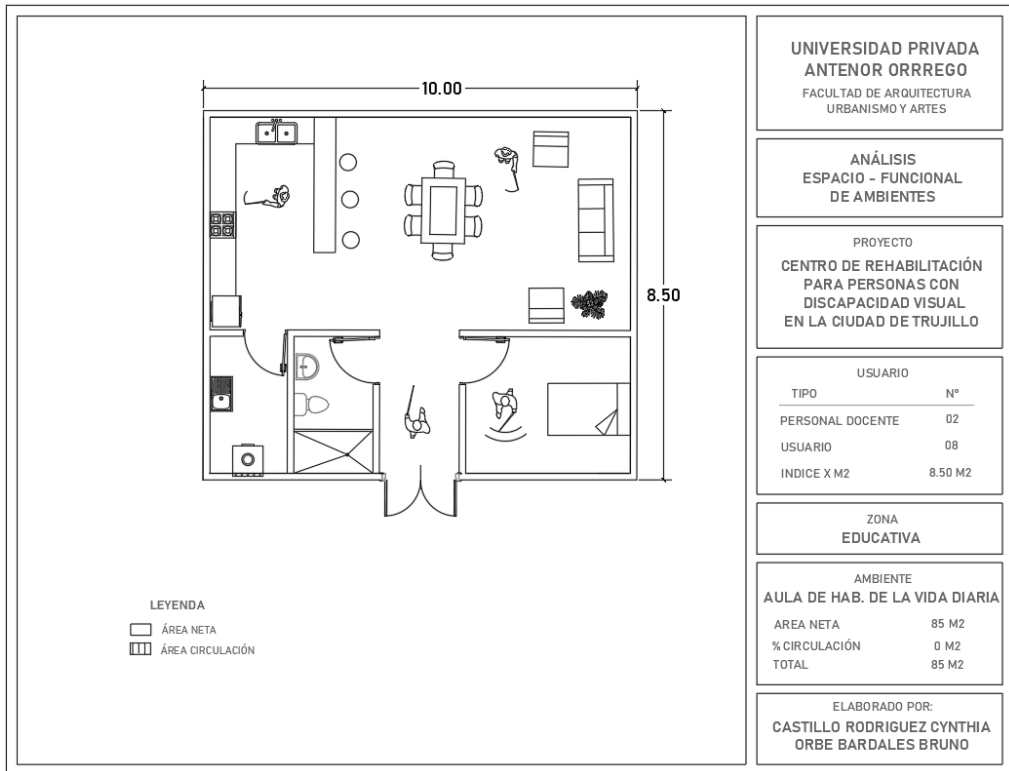 10.00
8.50
LEYENDA
ÁREA NETA
ÁREA CIRCULACIÓN
UNIVERSIDAD PRIVADA
ANTENOR ORRREGO
FACULTAD DE ARQUITECTURA
URBANISMO Y ARTES
ANÁLISIS
ESPACIO - FUNCIONAL
DE AMBIENTES
PROYECTO
CENTRO DE REHABILITACIÓN
PARA PERSONAS CON
DISCAPACIDAD VISUAL
EN LA CIUDAD DE TRUJILLO
USUARIO
TIPO N°
PERSONAL DOCENTE 02
USUARIO 08
INDICE X M2 8.50 M2
ZONA
EDUCATIVA
AMBIENTE
AULA DE HAB. DE LA VIDA DIARIA
AREA NETA 85 M2
% CIRCULACIÓN 0 M2
TOTAL 85 M2
ELABORADO POR:
CASTILLO RODRIGUEZ CYNTHIA
ORBE BARDALES BRUNO